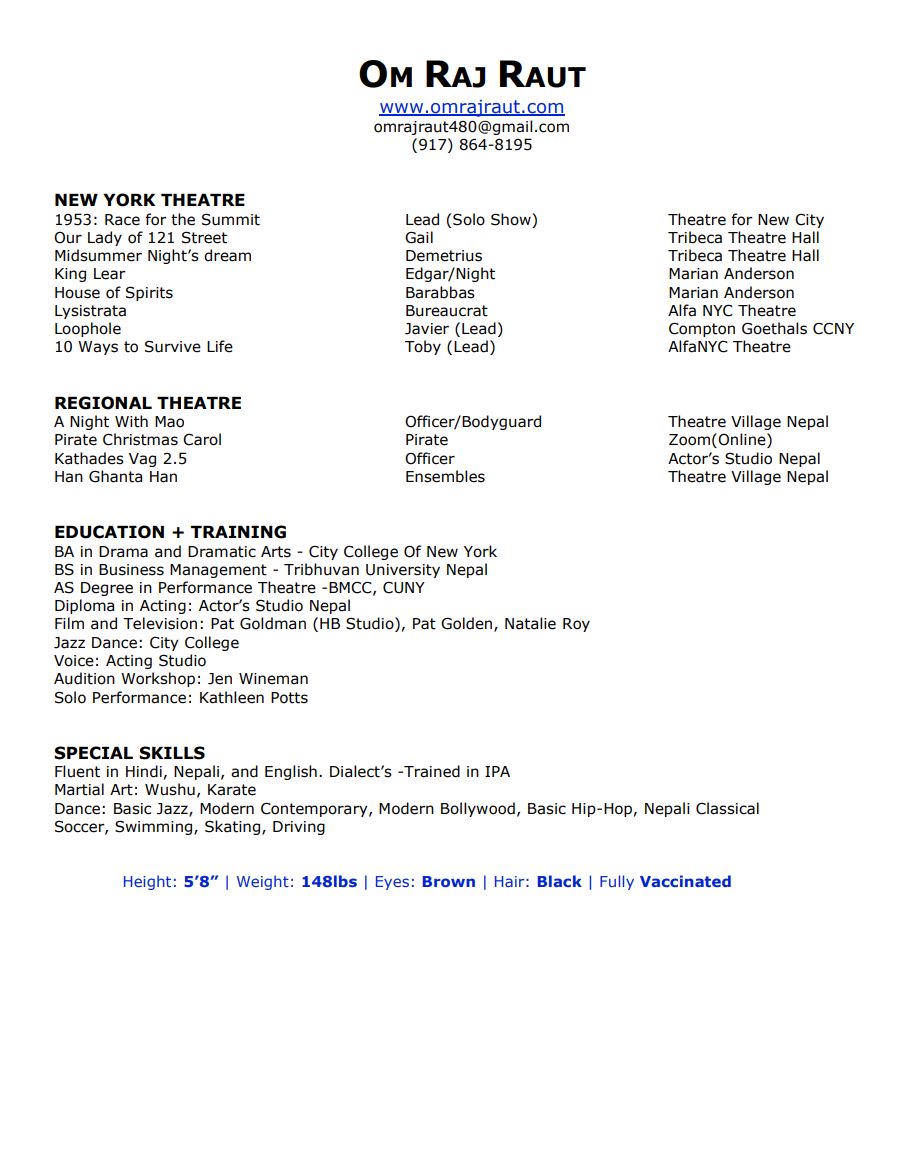 OM RAJ RAUT
www.omrajraut.com
omrajraut480@gmail.com
(917) 864-8195
NEW YORK THEATRE
1953: Race for the Summit Lead (Solo Show) Theatre for New City
Our Lady of 121 Street Gail Tribeca Theatre Hall
Midsummer Night’s dream Demetrius Tribeca Theatre Hall
King Lear Edgar/Night Marian Anderson
House of Spirits Barabbas Marian Anderson
Lysistrata Bureaucrat Alfa NYC Theatre
Loophole Javier (Lead) Compton Goethals CCNY
10 Ways to Survive Life Toby (Lead) AlfaNYC Theatre
REGIONAL THEATRE
A Night With Mao Officer/Bodyguard Theatre Village Nepal
Pirate Christmas Carol Pirate Zoom(Online)
Kathades Vag 2.5 Officer Actor’s Studio Nepal
Han Ghanta Han Ensembles Theatre Village Nepal
EDUCATION + TRAINING
BA in Drama and Dramatic Arts - City College Of New York
BS in Business Management - Tribhuvan University Nepal
AS Degree in Performance Theatre -BMCC, CUNY
Diploma in Acting: Actor’s Studio Nepal
Film and Television: Pat Goldman (HB Studio), Pat Golden, Natalie Roy
Jazz Dance: City College
Voice: Acting Studio
Audition Workshop: Jen Wineman
Solo Performance: Kathleen Potts
SPECIAL SKILLS
Fluent in Hindi, Nepali, and English. Dialect’s -Trained in IPA
Martial Art: Wushu, Karate
Dance: Basic Jazz, Modern Contemporary, Modern Bollywood, Basic Hip-Hop, Nepali Classical
Soccer, Swimming, Skating, Driving
Height: 5’8” | Weight: 148lbs | Eyes: Brown | Hair: Black | Fully Vaccinated